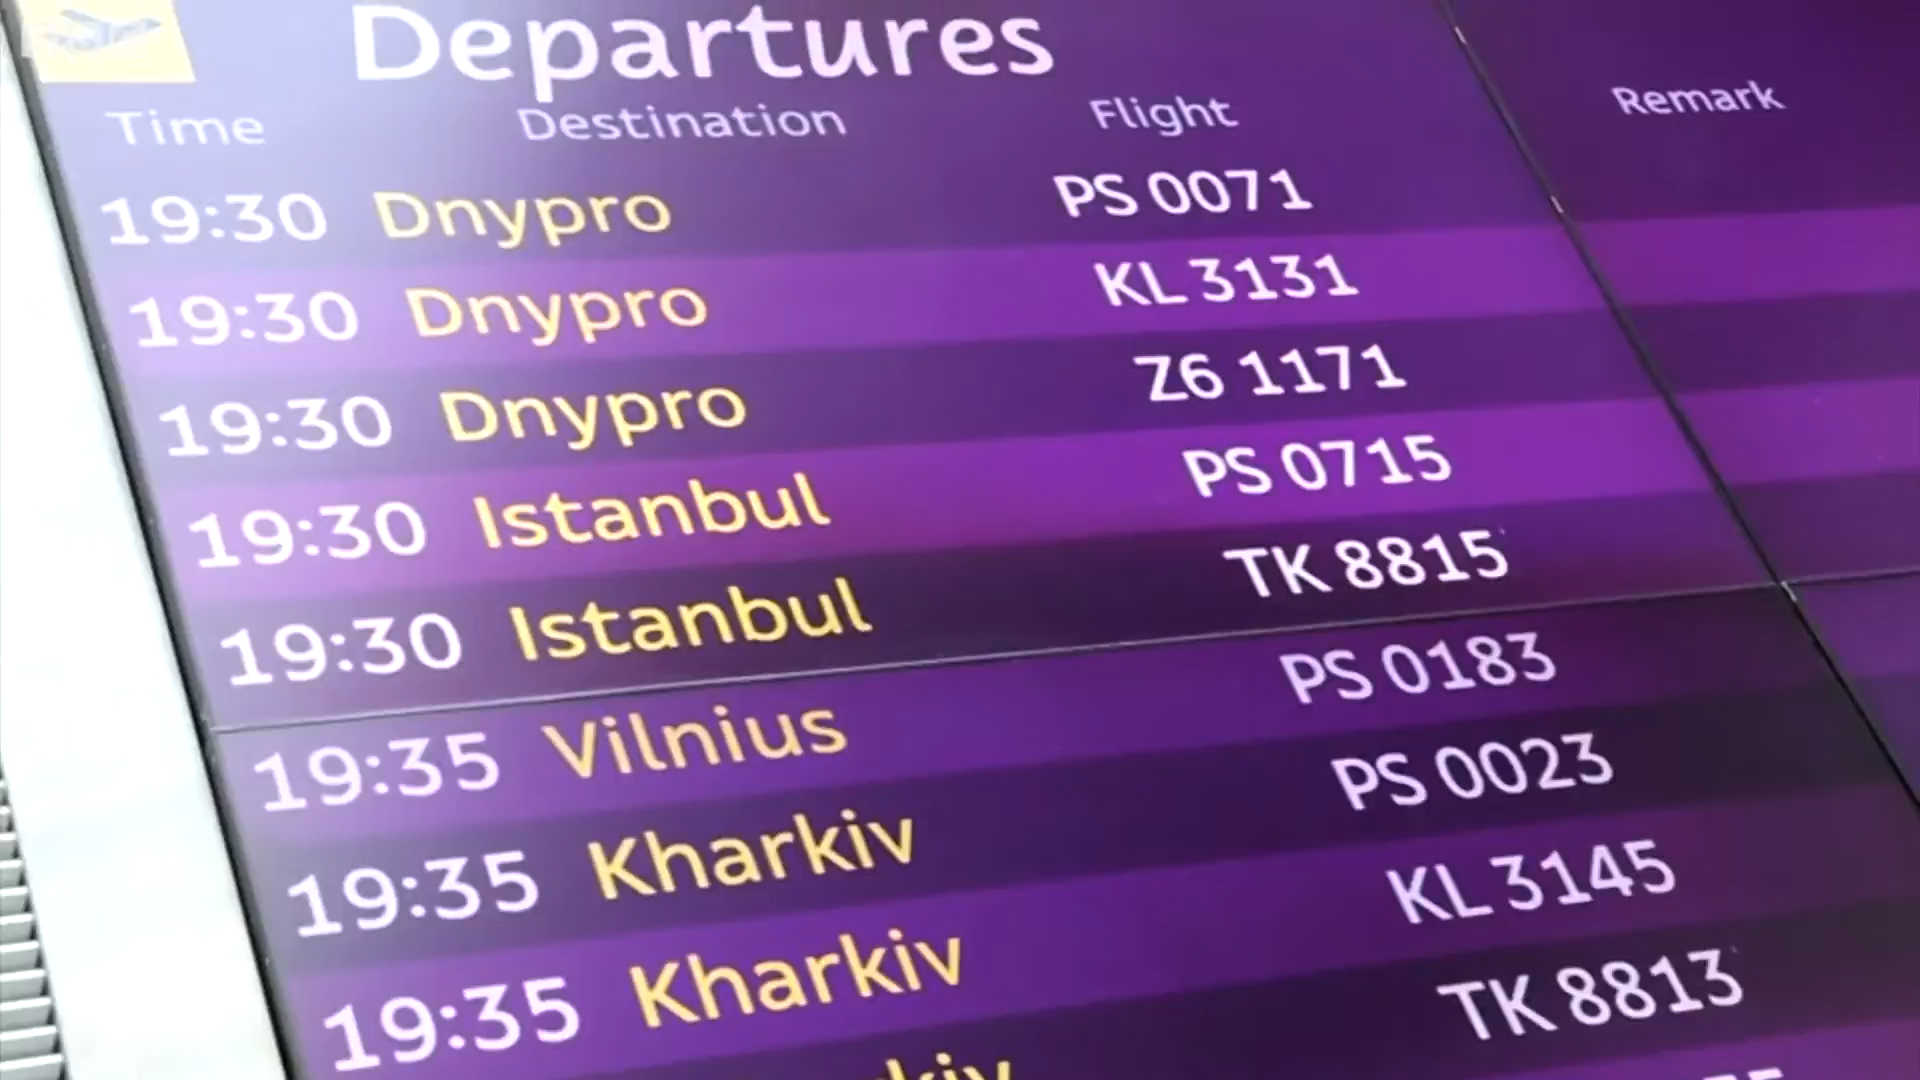 Departures
Time Destination Flight Remark
19:30 Dnypro PS 0071
19:30 Dnypro KL 3131
19:30 Dnypro Z6 1171
19:30 Istanbul PS 0715
19:30 Istanbul TK 8815
19:35 Vilnius PS 0183
19:35 Kharkiv PS 0023
19:35 Kharkiv KL 3145
TK 8813